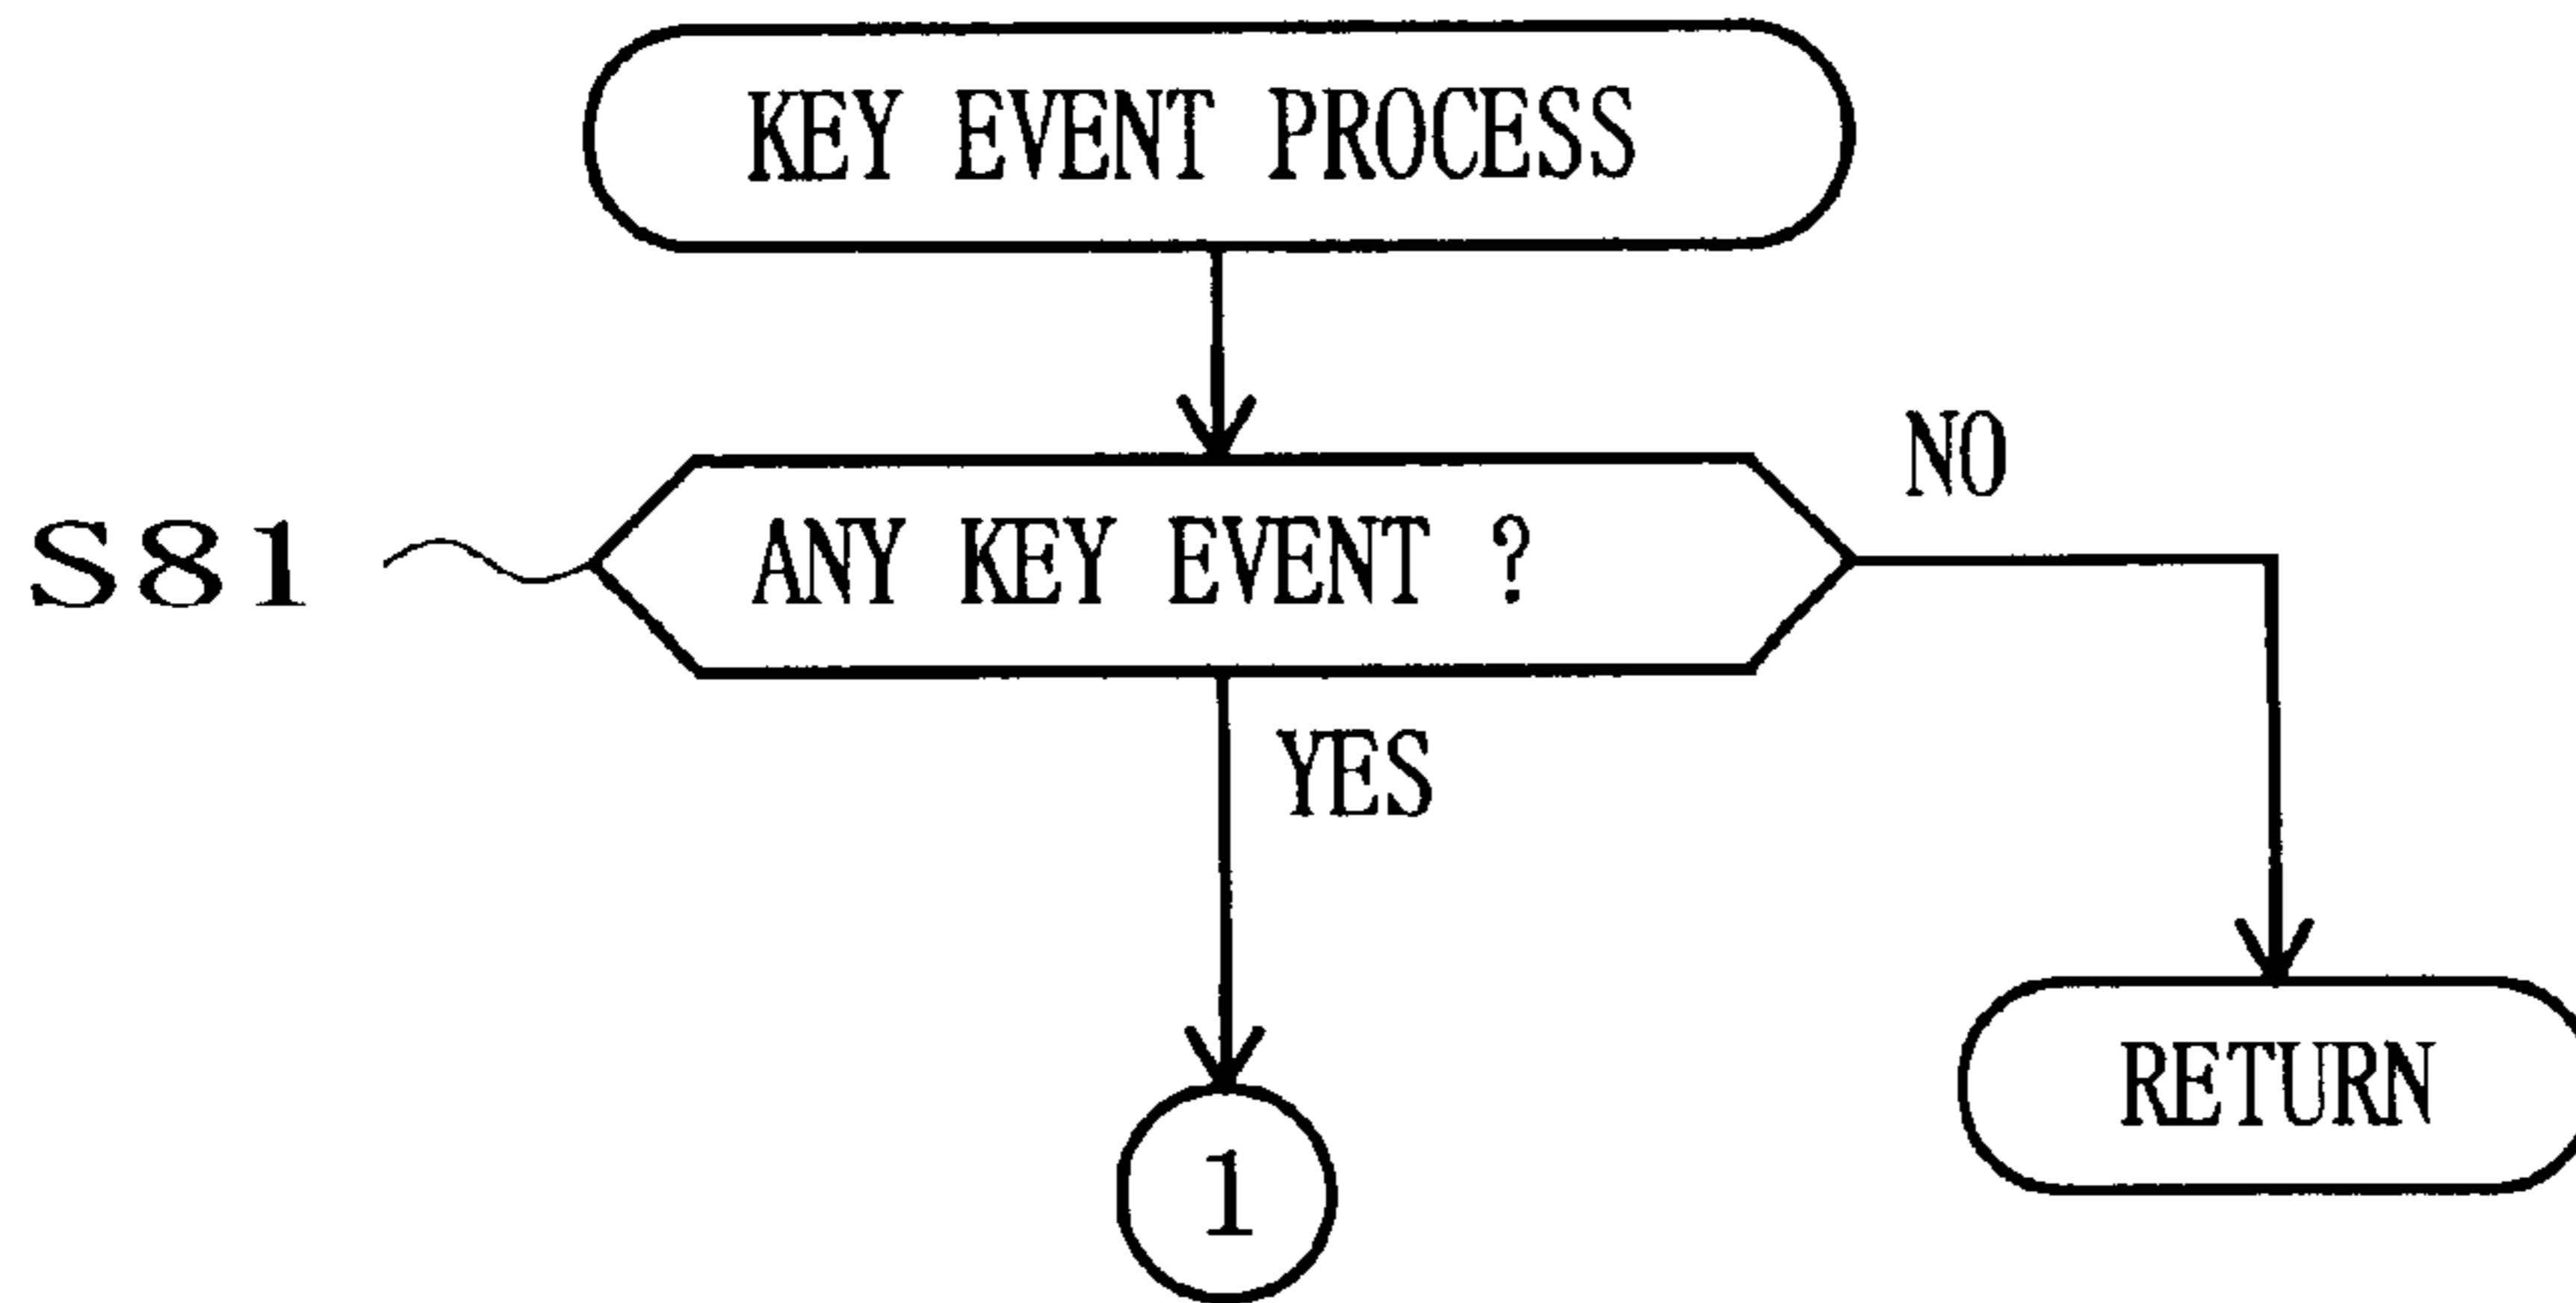 KEY EVENT PROCESS
NO
S81
ANY KEY EVENT ?
YES
RETURN
1